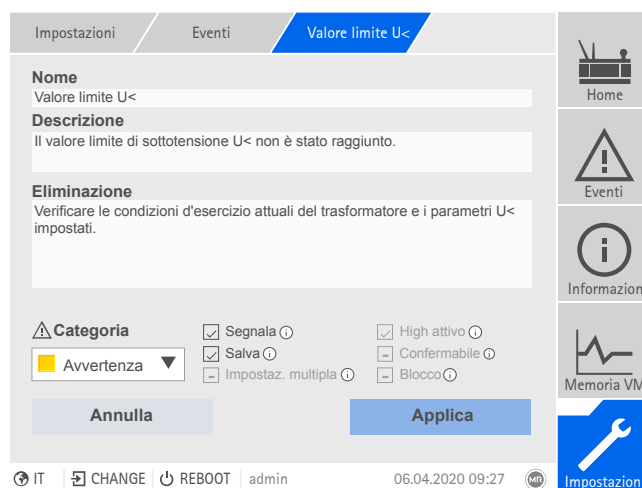 Impostazioni
Eventi
Valore limite U<
Nome
Valore limite U<
Descrizione
Il valore limite di sottotensione U< non è stato raggiunto.
Eliminazione
Verificare le condizioni d'esercizio attuali del trasformatore e i parametri U<
impostati.
Categoria
Avvertenza
Segnala
Salva
Impostaz. multipla
High attivo
Confermabile
Blocco
Annulla
Applica
IT
CHANGE
REBOOT
admin
06.04.2020 09:27
MR
Home
Eventi
Informazion
Memoria VM
Impostazion